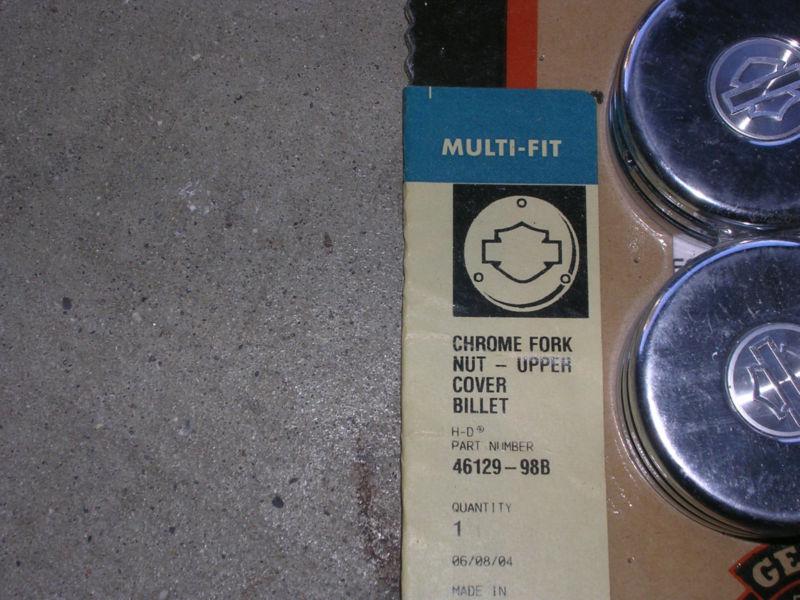 MULTI-FIT
CHROME FORK
NUT - UPPER
COVER
BILLET
H-D®
PART NUMBER
46129-98B
QUANTITY
1
06/08/04
MADE IN
GE